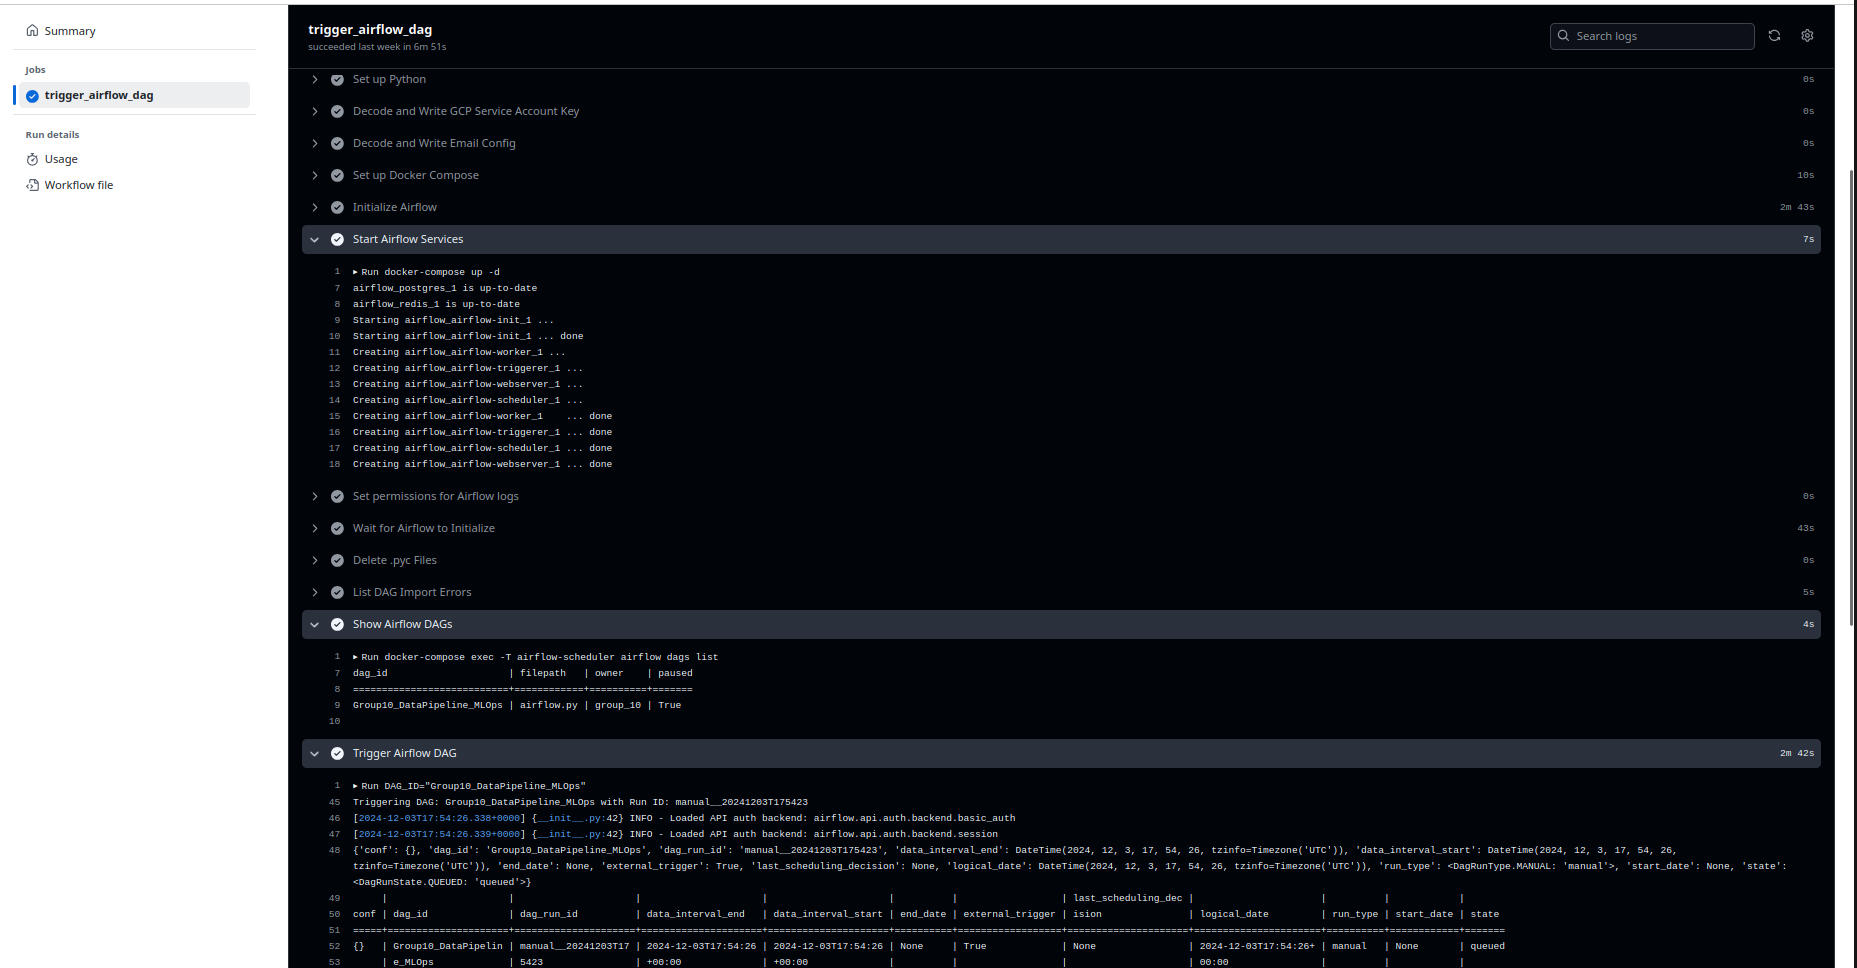 Summary
Jobs
trigger_airflow_dag
Run details
Usage
Workflow file
trigger_airflow_dag
succeeded last week in 6m 51s
Search logs
Set up Python 0s
Decode and Write GCP Service Account Key 0s
Decode and Write Email Config 0s
Set up Docker Compose 10s
Initialize Airflow 2m 43s
Start Airflow Services 7s
1 Run docker-compose up -d
7 airflow_postgres_1 is up-to-date
8 airflow_redis_1 is up-to-date
9 Starting airflow_airflow-init_1 ...
10 Starting airflow_airflow-init_1 ... done
11 Creating airflow_airflow-worker_1 ...
12 Creating airflow_airflow-triggerer_1 ...
13 Creating airflow_airflow-webserver_1 ...
14 Creating airflow_airflow-scheduler_1 ...
15 Creating airflow_airflow-worker_1    ... done
16 Creating airflow_airflow-triggerer_1 ... done
17 Creating airflow_airflow-scheduler_1 ... done
18 Creating airflow_airflow-webserver_1 ... done
Set permissions for Airflow logs 0s
Wait for Airflow to Initialize 43s
Delete .pyc Files 0s
List DAG Import Errors 5s
Show Airflow DAGs 4s
1 Run docker-compose exec -T airflow-scheduler airflow dags list
7 dag_id                     | filepath   | owner    | paused
8 ===========================+============+==========+=======
9 Group10_DataPipeline_MLOps | airflow.py | group_10 | True
10
Trigger Airflow DAG 2m 42s
1 Run DAG_ID="Group10_DataPipeline_MLOps"
45 Triggering DAG: Group10_DataPipeline_MLOps with Run ID: manual__20241203T175423
46 [2024-12-03T17:54:26.338+0000] {__init__.py:42} INFO - Loaded API auth backend: airflow.api.auth.backend.basic_auth
47 [2024-12-03T17:54:26.339+0000] {__init__.py:42} INFO - Loaded API auth backend: airflow.api.auth.backend.session
48 {'conf': {}, 'dag_id': 'Group10_DataPipeline_MLOps', 'dag_run_id': 'manual__20241203T175423', 'data_interval_end': DateTime(2024, 12, 3, 17, 54, 26, tzinfo=Timezone('UTC')), 'data_interval_start': DateTime(2024, 12, 3, 17, 54, 26,
tzinfo=Timezone('UTC')), 'end_date': None, 'external_trigger': True, 'last_scheduling_decision': None, 'logical_date': DateTime(2024, 12, 3, 17, 54, 26, tzinfo=Timezone('UTC')), 'run_type': <DagRunType.MANUAL: 'manual'>, 'start_date': None, 'state':
<DagRunState.QUEUED: 'queued'>}
49      |                     |                     |                     |                     |          |                  | last_scheduling_dec |                      |          |            |
50 conf | dag_id              | dag_run_id          | data_interval_end   | data_interval_start | end_date | external_trigger | ision               | logical_date         | run_type | start_date | state
51 =====+=====================+=====================+=====================+=====================+==========+==================+=====================+======================+==========+============+=======
52 {}   | Group10_DataPipelin | manual__20241203T17 | 2024-12-03T17:54:26 | 2024-12-03T17:54:26 | None     | True             | None                | 2024-12-03T17:54:26+ | manual   | None       | queued
53      | e_MLOps             | 5423                | +00:00              | +00:00              |          |                  |                     | 00:00                |          |            |